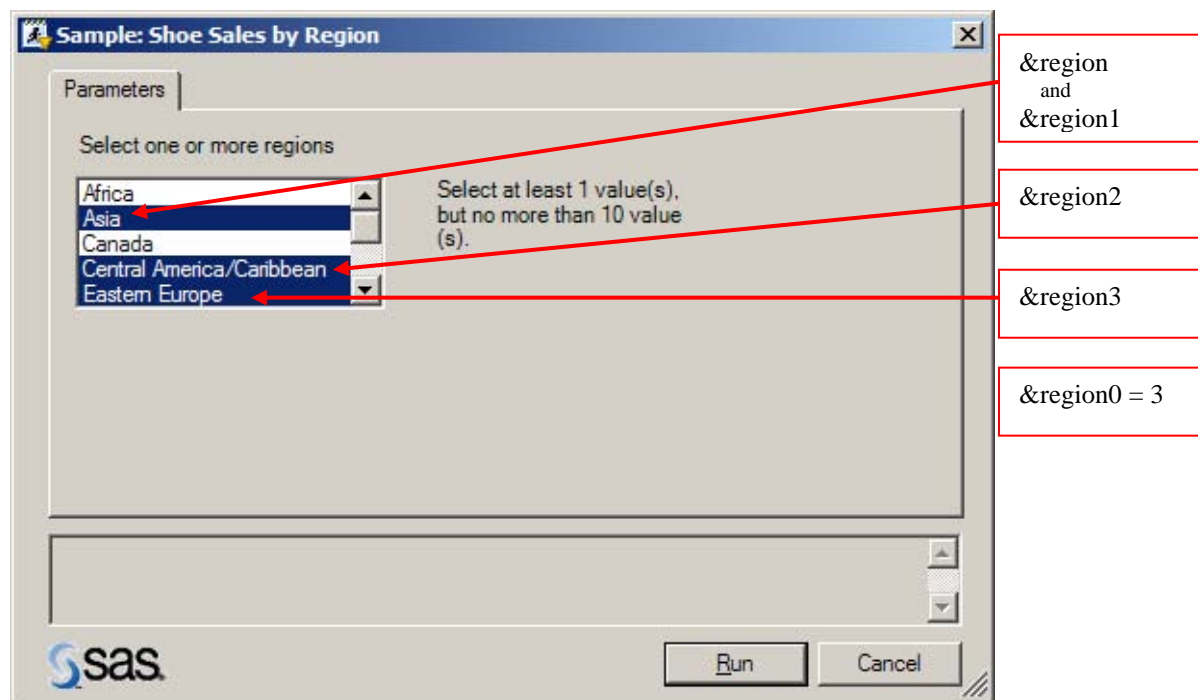 Sample: Shoe Sales by Region
Parameters
Select one or more regions
Africa
Asia
Canada
Central America/Caribbean
Eastern Europe
Select at least 1 value(s),
but no more than 10 value
(s).
&region
and
&region1
&region2
&region3
&region0 = 3
sas.
Run
Cancel